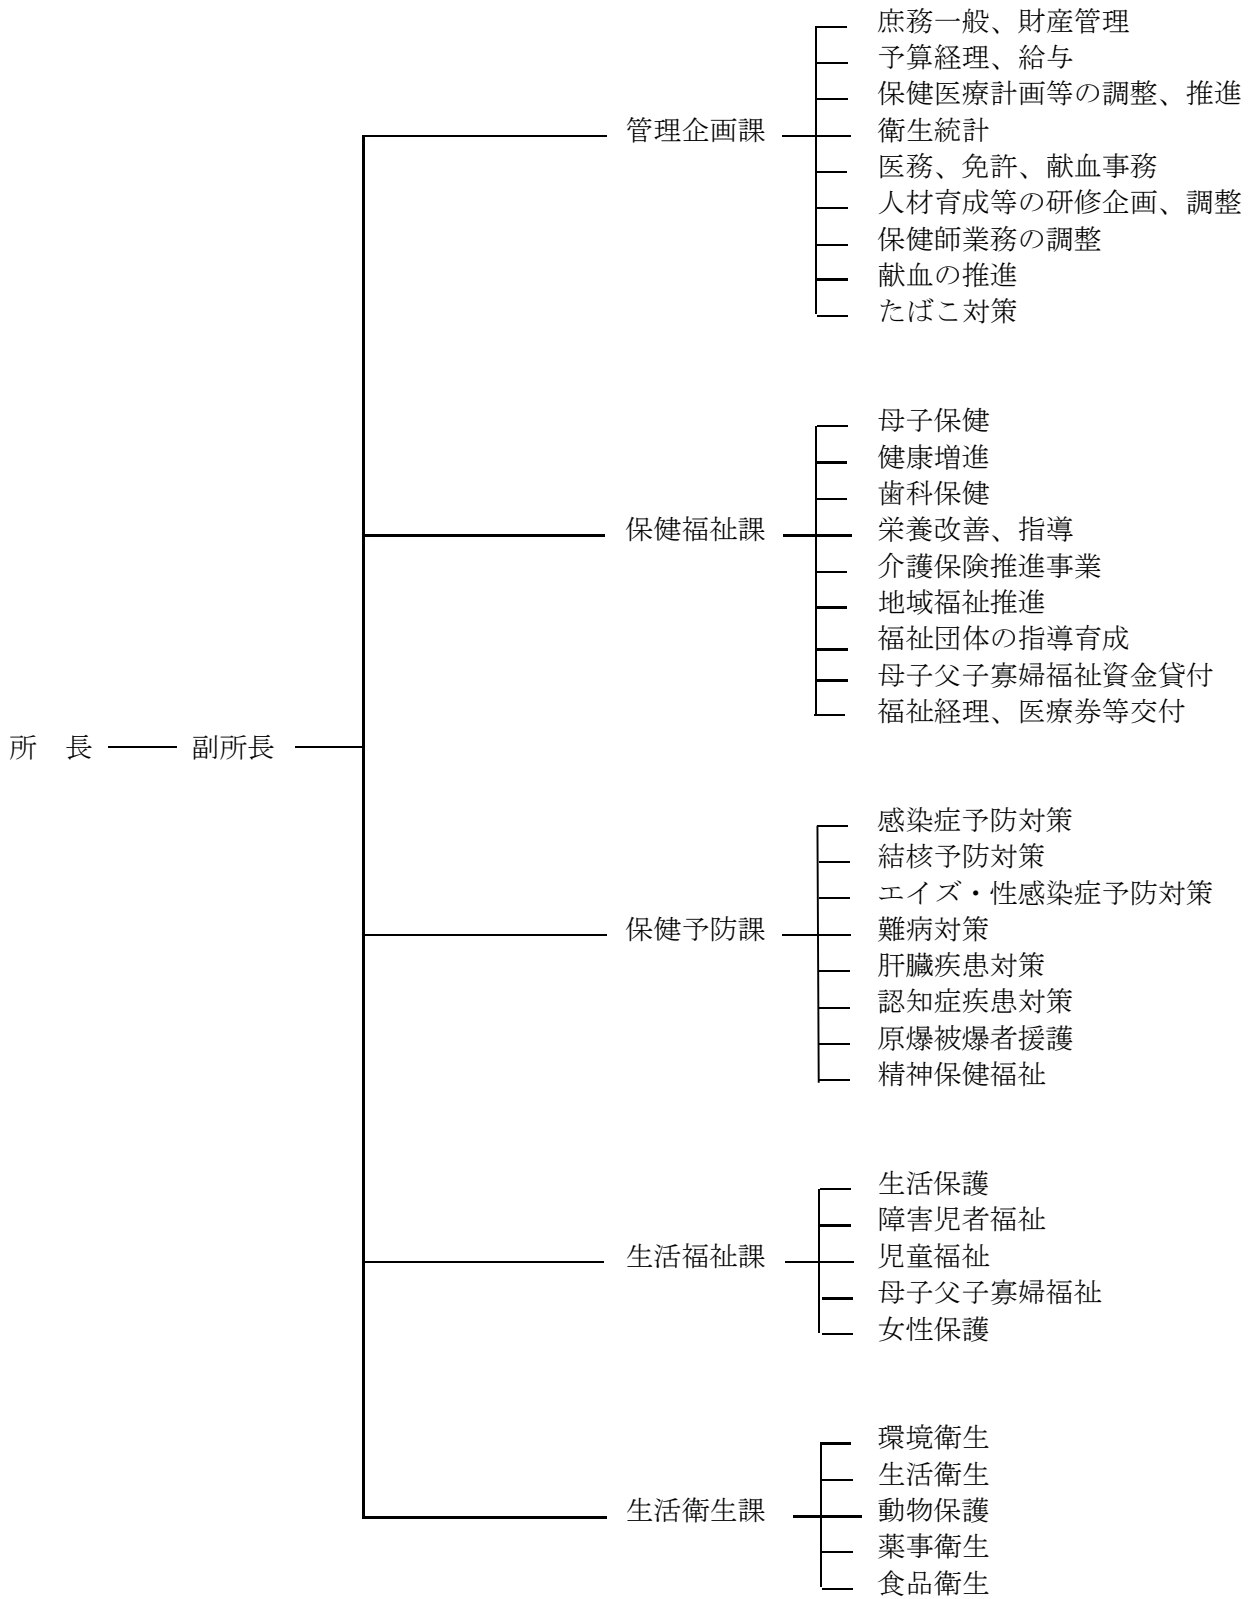 庶務一般、財産管理
予算経理、給与
保健医療計画等の調整、推進
管理企画課
衛生統計
医務、免許、献血事務
人材育成等の研修企画、調整
保健師業務の調整
献血の推進
たばこ対策
母子保健
健康増進
歯科保健
保健福祉課
栄養改善、指導
介護保険推進事業
地域福祉推進
福祉団体の指導育成
母子父子寡婦福祉資金貸付
福祉経理、医療券等交付
所　長
副所長
感染症予防対策
結核予防対策
エイズ・性感染症予防対策
保健予防課
難病対策
肝臓疾患対策
認知症疾患対策
原爆被爆者援護
精神保健福祉
生活保護
障害児者福祉
生活福祉課
児童福祉
母子父子寡婦福祉
女性保護
環境衛生
生活衛生
生活衛生課
動物保護
薬事衛生
食品衛生